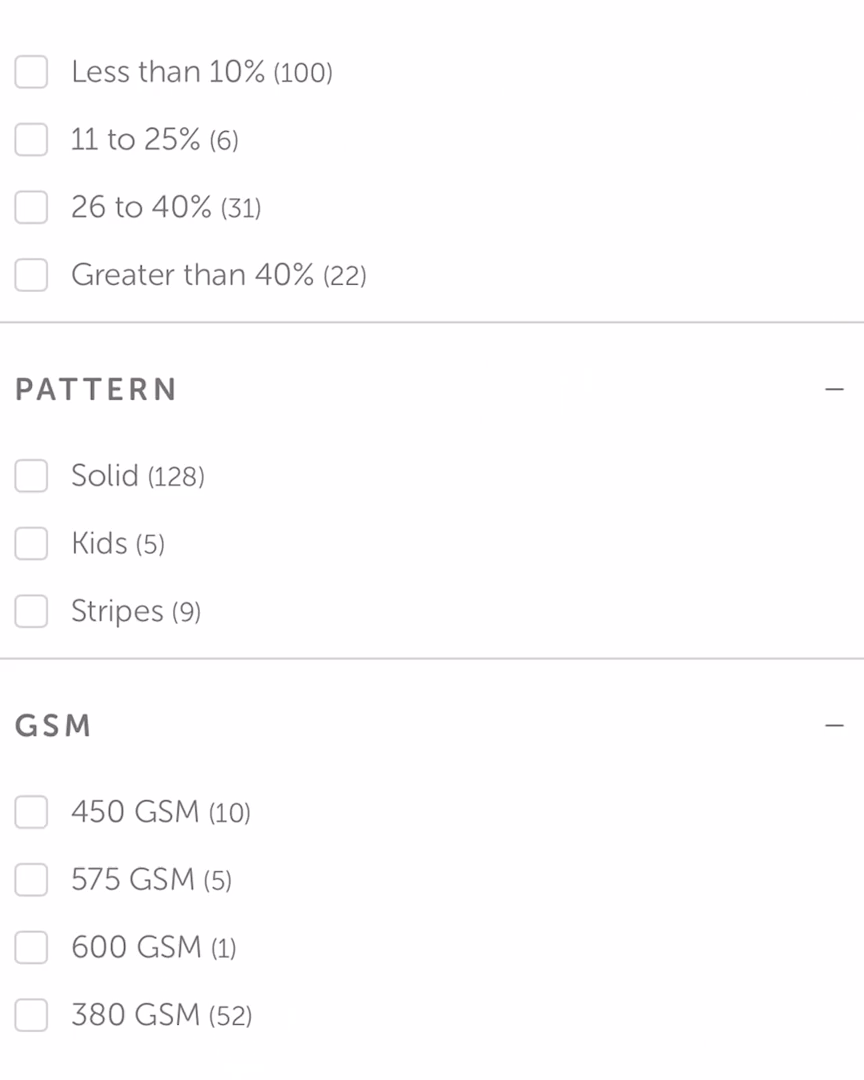 Less than 10% (100)
11 to 25% (6)
26 to 40% (31)
Greater than 40% (22)
PATTERN
Solid (128)
Kids (5)
Stripes (9)
GSM
450 GSM (10)
575 GSM (5)
600 GSM (1)
380 GSM (52)